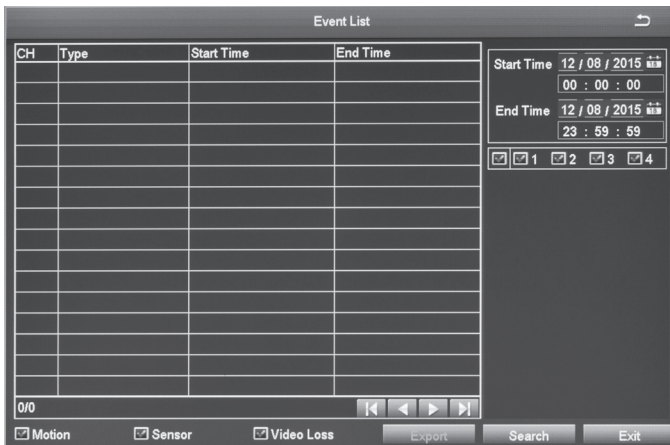 Event List
CH Type Start Time End Time
Start Time 12 / 08 / 2015
00 : 00 : 00
End Time 12 / 08 / 2015
23 : 59 : 59
1 2 3 4
0/0
Motion Sensor Video Loss Export Search Exit